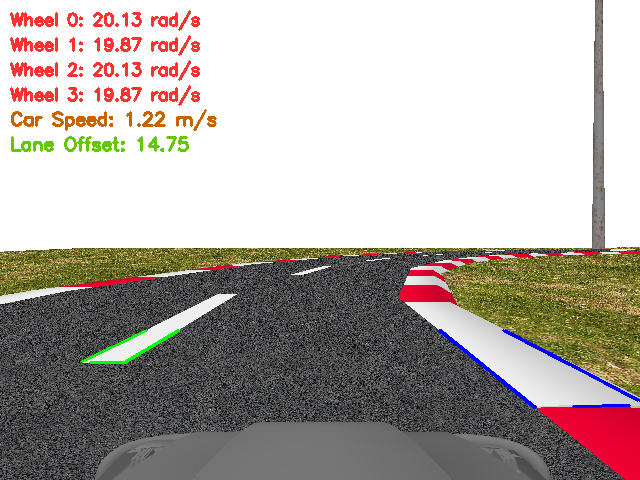 Wheel 0: 20.13 rad/s
Wheel 1: 19.87 rad/s
Wheel 2: 20.13 rad/s
Wheel 3: 19.87 rad/s
Car Speed: 1.22 m/s
Lane Offset: 14.75